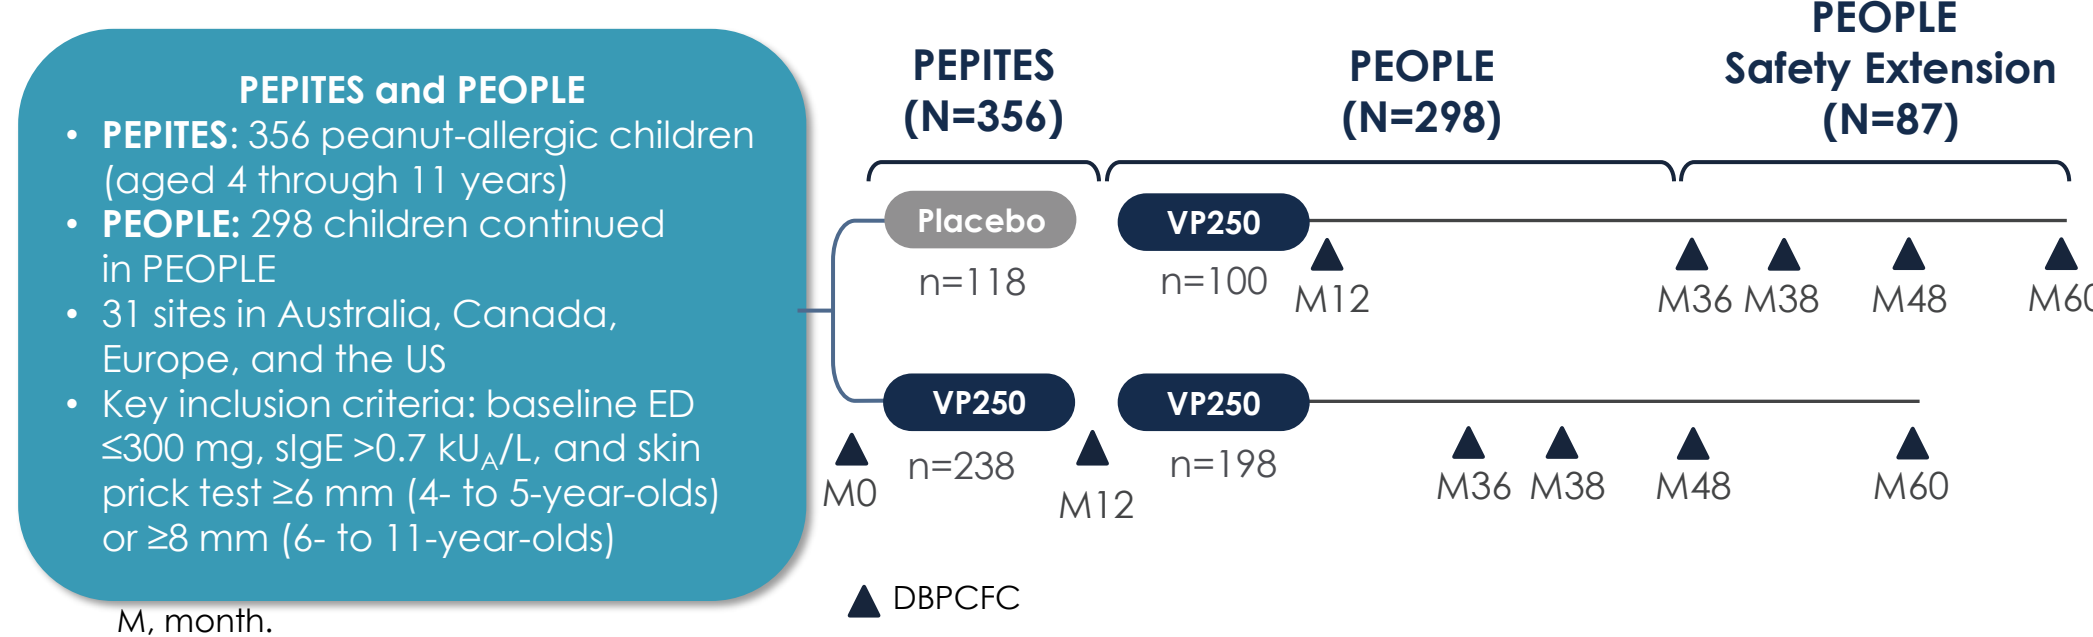 PEPITES and PEOPLE
• PEPITES: 356 peanut-allergic children
(aged 4 through 11 years)
• PEOPLE: 298 children continued
in PEOPLE
• 31 sites in Australia, Canada,
Europe, and the US
• Key inclusion criteria: baseline ED
≤300 mg, sIgE >0.7 kUA/L, and skin
prick test ≥6 mm (4- to 5-year-olds)
or ≥8 mm (6- to 11-year-olds)
M, month.
PEPITES
(N=356)
PEOPLE
(N=298)
PEOPLE
Safety Extension
(N=87)
Placebo
n=118
VP250
n=100
M12
M36
M38
M48
M60
VP250
n=238
VP250
n=198
M0
M12
M36
M38
M48
M60
DBPCFC